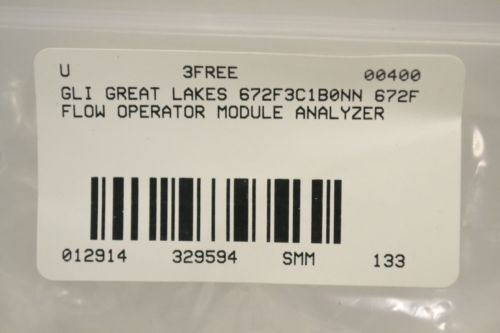 U 3FREE 00400
GLI GREAT LAKES 672F3C1B0NN 672F
FLOW OPERATOR MODULE ANALYZER
012914 329594 SMM 133